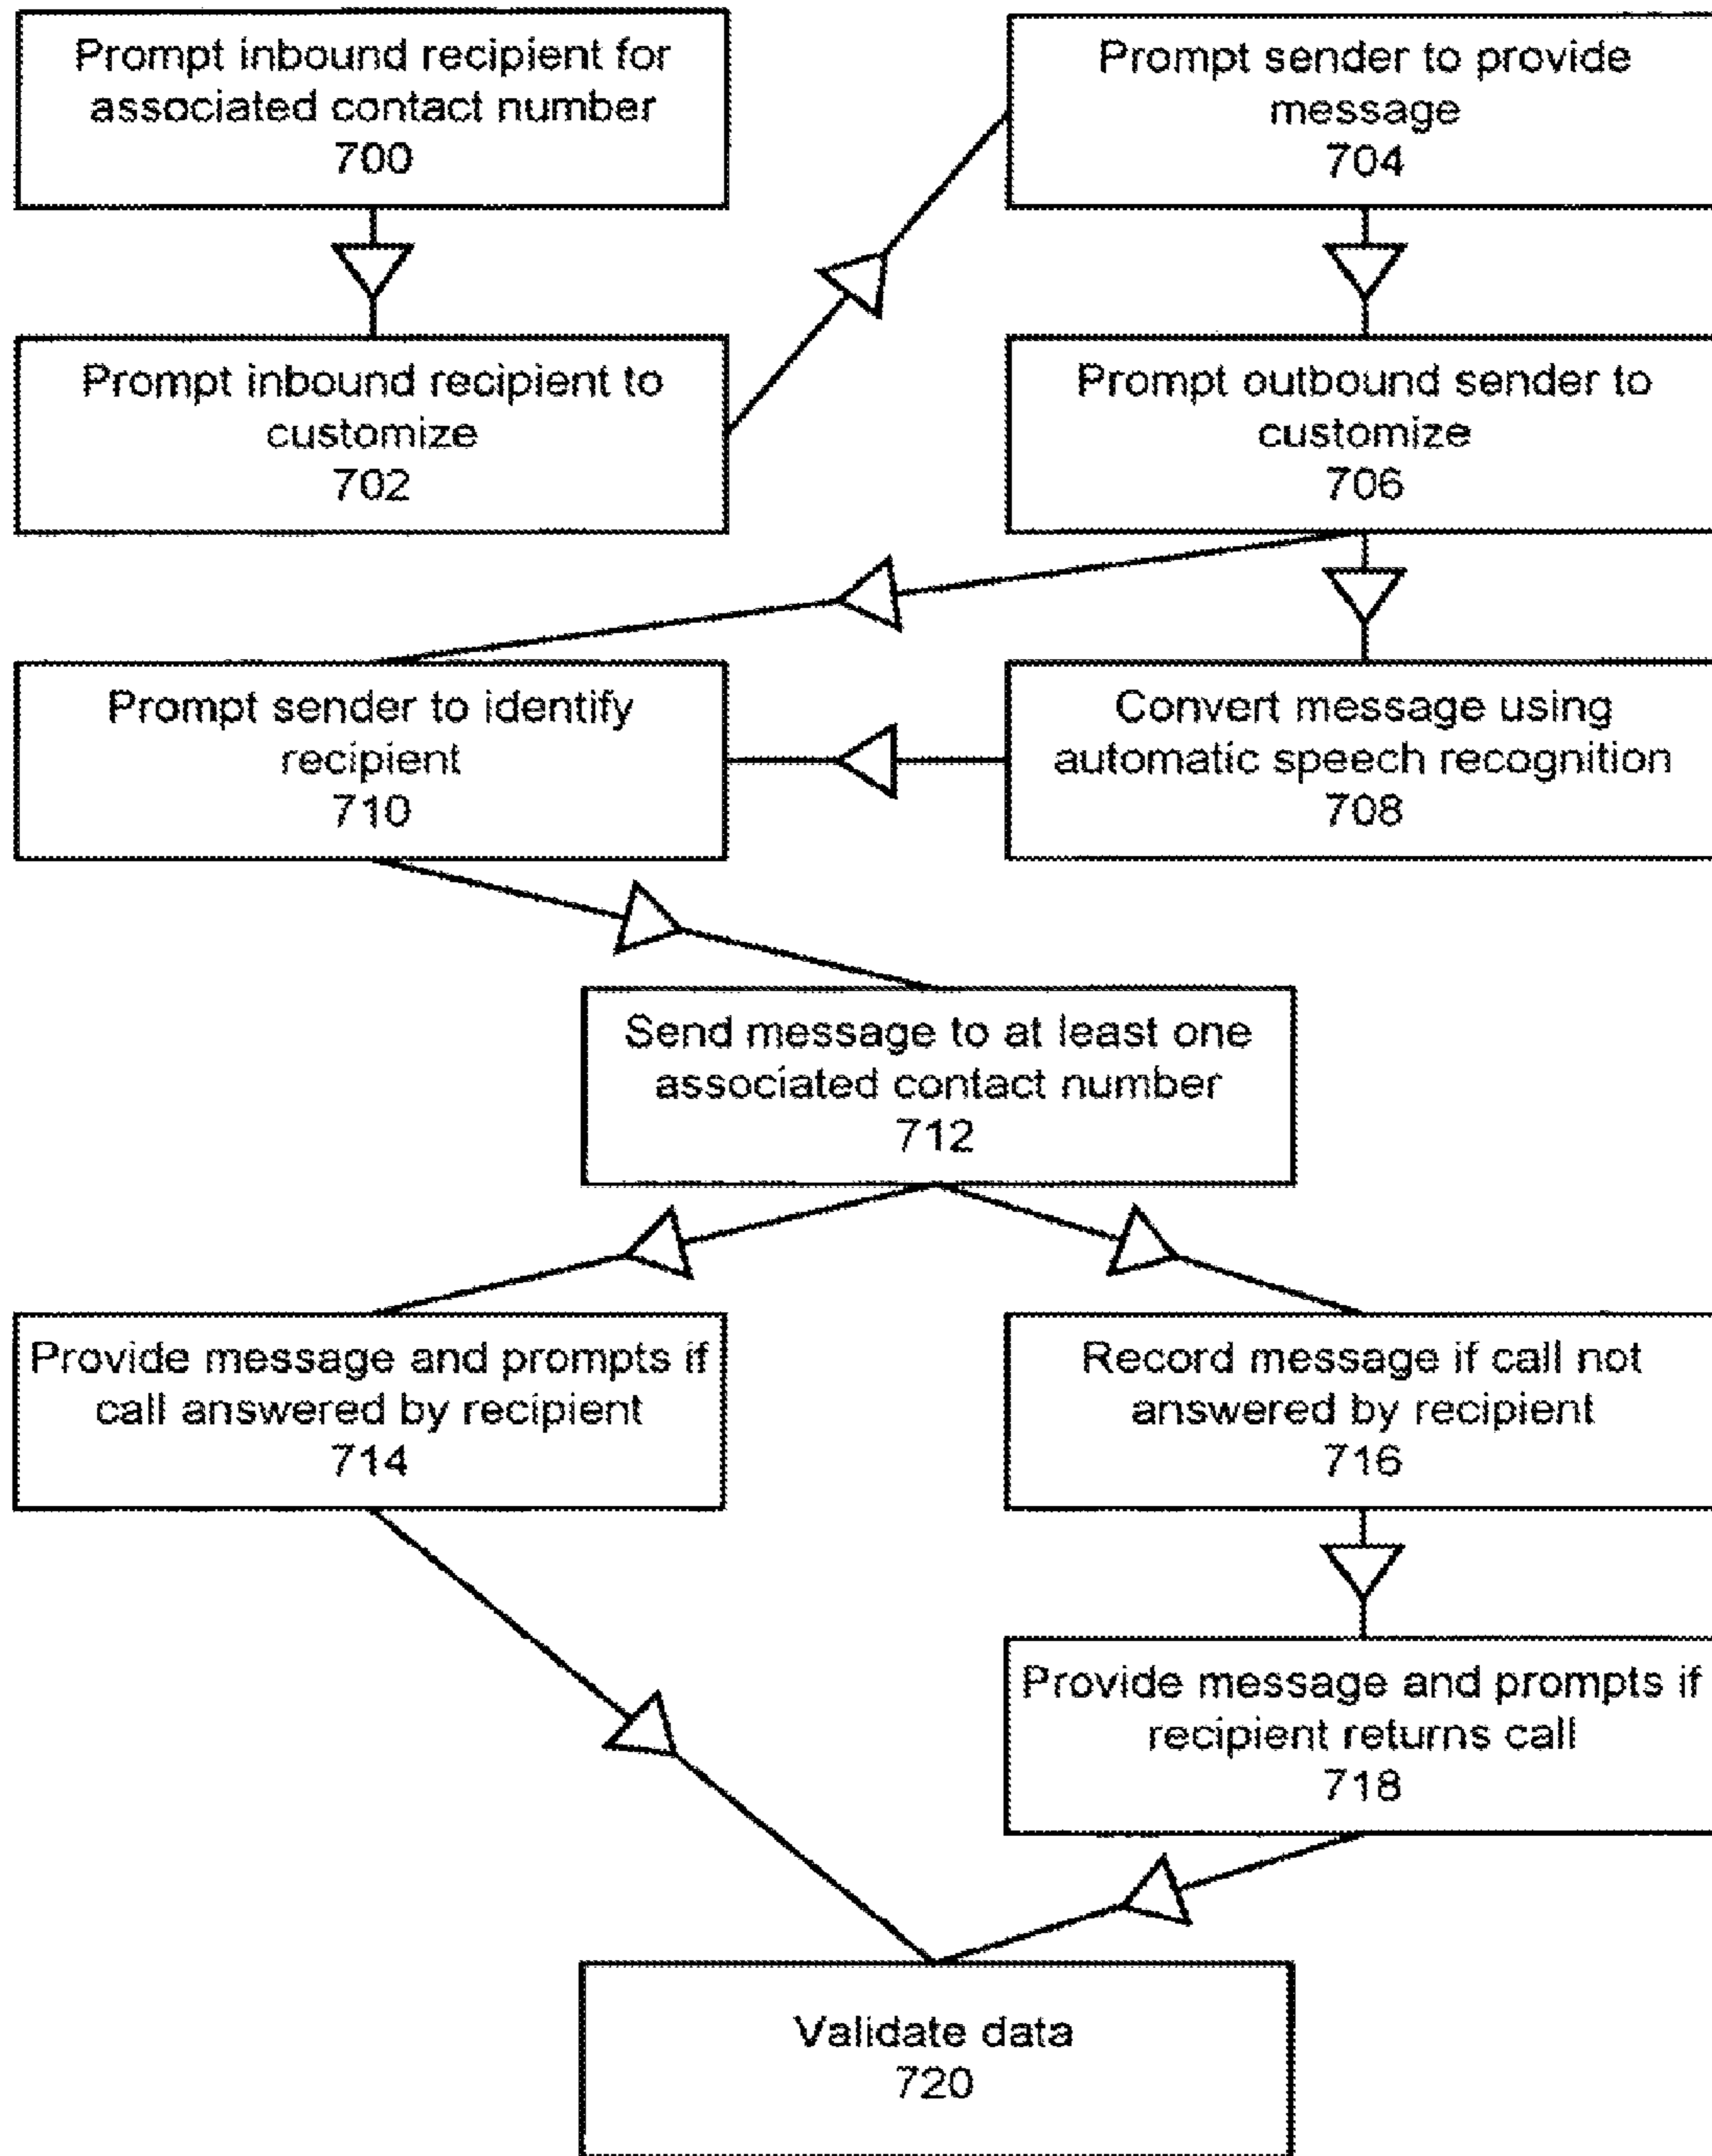 Prompt inbound recipient for
associated contact number
700
Prompt inbound recipient to
customize
702
Prompt sender to provide
message
704
Prompt outbound sender to
customize
706
Convert message using
automatic speech recognition
708
Prompt sender to identify
recipient
710
Send message to at least one
associated contact number
712
Provide message and prompts if
call answered by recipient
714
Record message if call not
answered by recipient
716
Provide message and prompts if
recipient returns call
718
Validate data
720